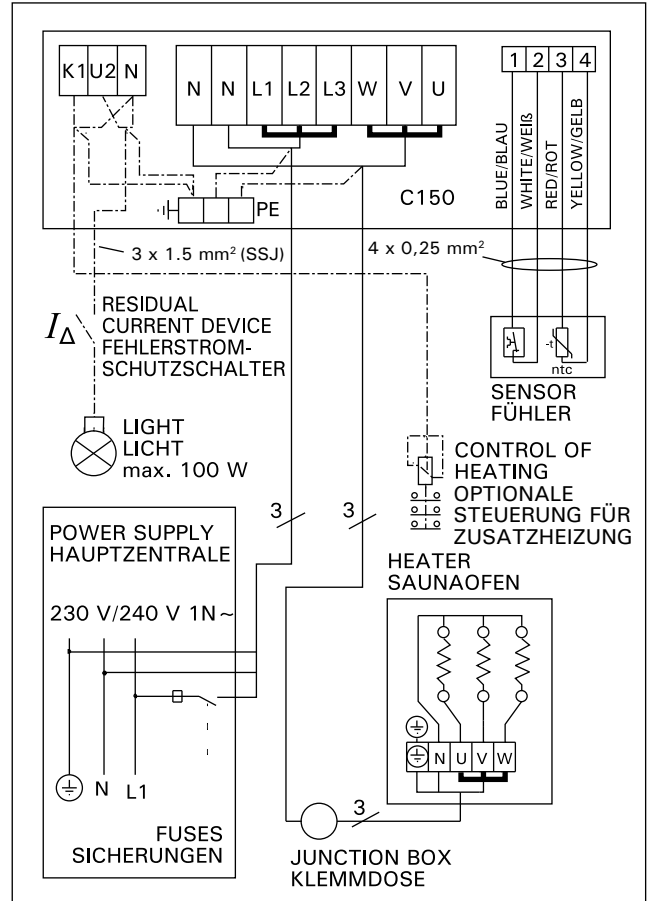 K1 U2 N
N N L1 L2 L3 W V U
1 2 3 4
BLUE/BLAU
WHITE/WEIß
RED/ROT
YELLOW/GELB
PE
C150
3 x 1.5 mm² (SSJ)
4 x 0,25 mm²
I∆
RESIDUAL
CURRENT DEVICE
FEHLERSTROM-
SCHUTZSCHALTER
-t
ntc
SENSOR
FÜHLER
LIGHT
LICHT
max. 100 W
CONTROL OF
HEATING
OPTIONALE
STEUERUNG FÜR
ZUSATZHEIZUNG
3
3
POWER SUPPLY
HAUPTZENTRALE
230 V/240 V 1N~
N L1
FUSES
SICHERUNGEN
HEATER
SAUNAOFEN
N U V W
3
JUNCTION BOX
KLEMMDOSE